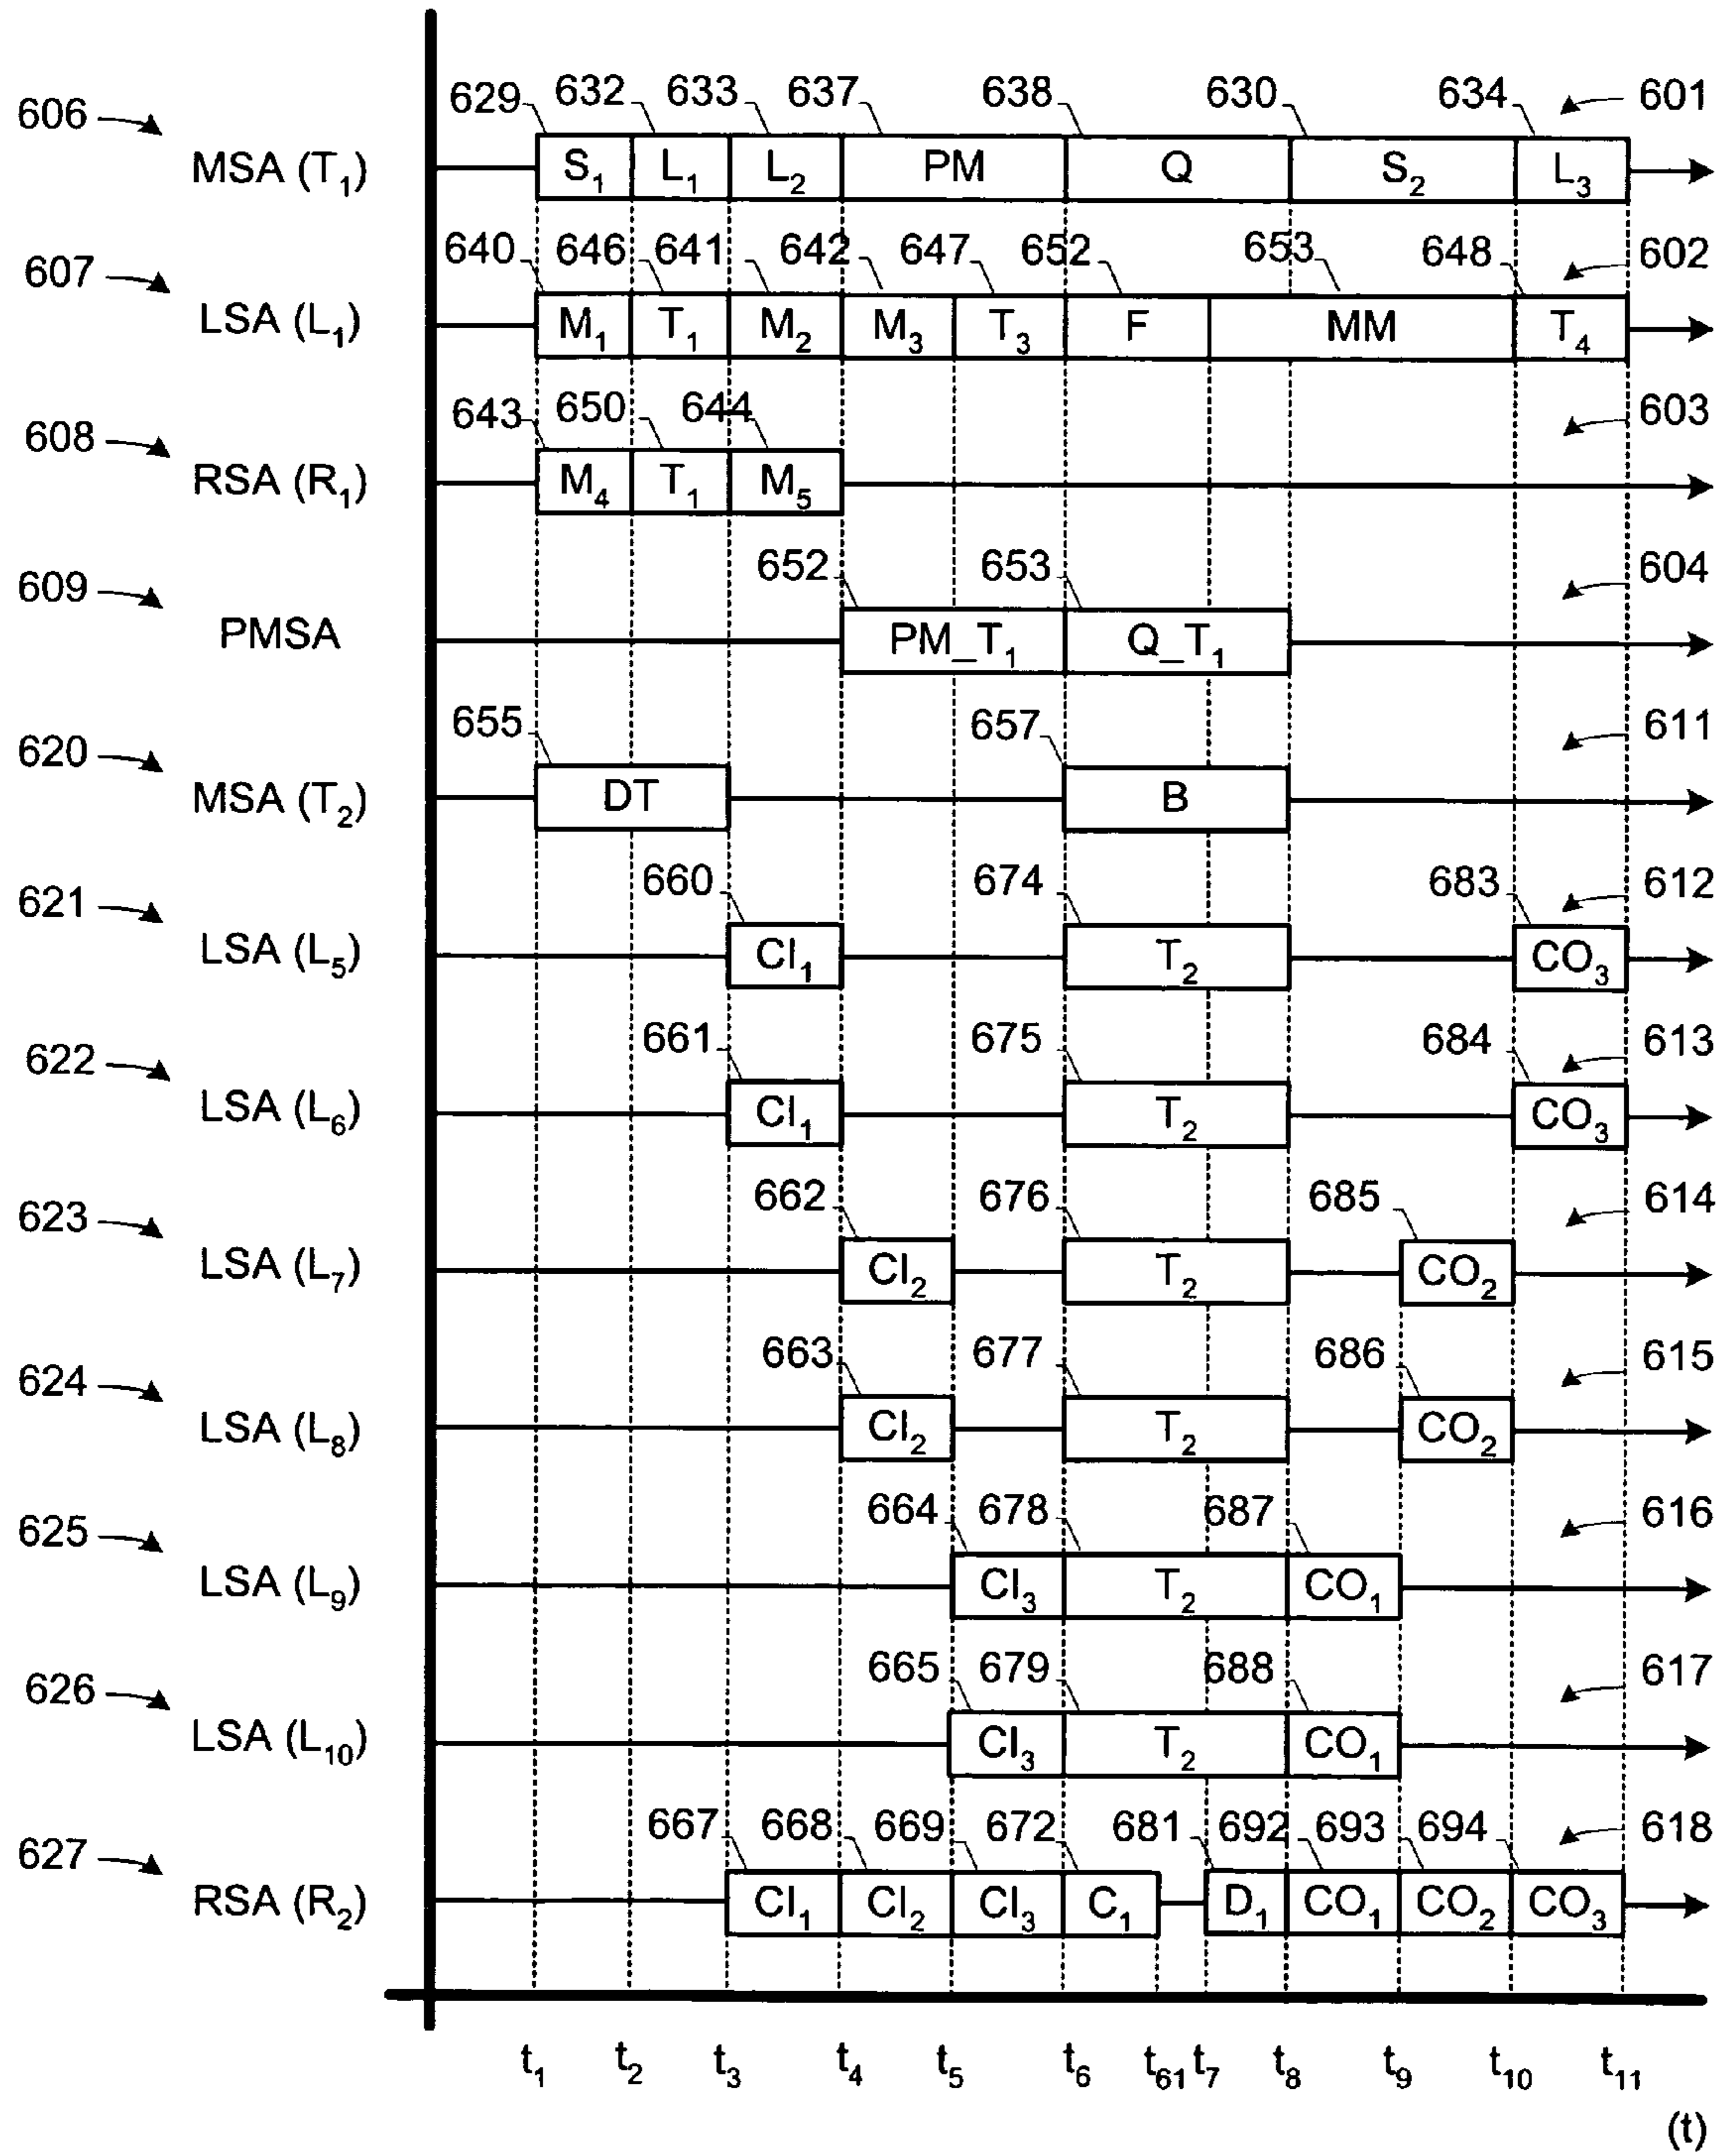 629 632 633 637 638 630 634 601
606 MSA (T₁) S₁ L₁ L₂ PM Q S₂ L₃
640 646 641 642 647 652 653 648 602
607 LSA (L₁) M₁ T₁ M₂ M₃ T₃ F MM T₄
643 650 644 603
608 RSA (R₁) M₄ T₁ M₅
652 653 604
609 PMSA PM_T₁ Q_T₁
655 657 611
620 MSA (T₂) DT B
660 674 683 612
621 LSA (L₅) CI₁ T₂ CO₃
661 675 684 613
622 LSA (L₆) CI₁ T₂ CO₃
662 676 685 614
623 LSA (L₇) CI₂ T₂ CO₂
663 677 686 615
624 LSA (L₈) CI₂ T₂ CO₂
664 678 687 616
625 LSA (L₉) CI₃ T₂ CO₁
665 679 688 617
626 LSA (L₁₀) CI₃ T₂ CO₁
667 668 669 672 681 692 693 694 618
627 RSA (R₂) CI₁ CI₂ CI₃ C₁ D₁ CO₁ CO₂ CO₃
t₁ t₂ t₃ t₄ t₅ t₆ t₆₁ t₇ t₈ t₉ t₁₀ t₁₁
(t)